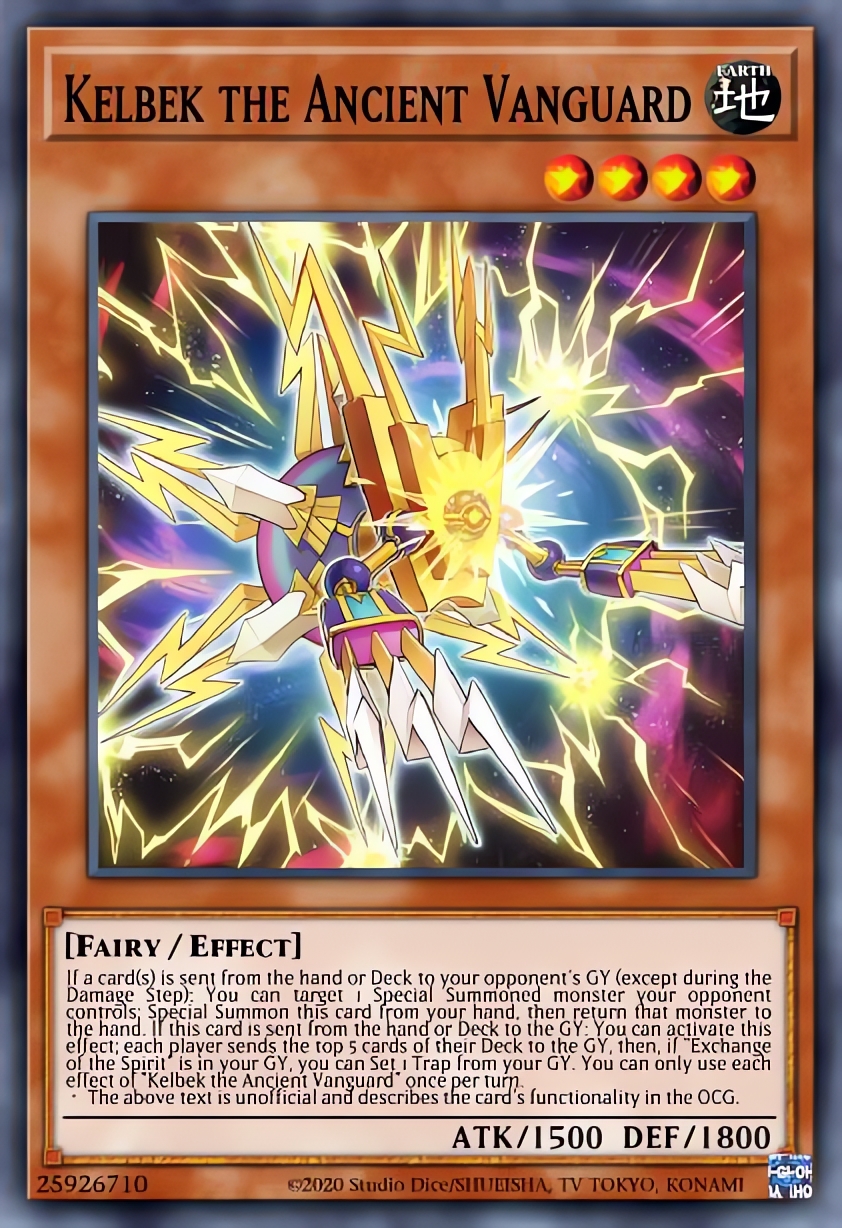 KELBEK THE ANCIENT VANGUARD
EARTH
地
[FAIRY / EFFECT]
If a card(s) is sent from the hand or Deck to your opponent's GY (except during the
Damage Step): You can target 1 Special Summoned monster your opponent
controls; Special Summon this card from your hand, then return that monster to
the hand. If this card is sent from the hand or Deck to the GY: You can activate this
effect; each player sends the top 5 cards of their Deck to the GY, then, if "Exchange
of the Spirit" is in your GY, you can Set 1 Trap from your GY. You can only use each
effect of "Kelbek the Ancient Vanguard" once per turn.
· The above text is unofficial and describes the card's functionality in the OCG.
ATK/1500 DEF/1800
25926710
©2020 Studio Dice/SHUEISHA, TV TOKYO, KONAMI